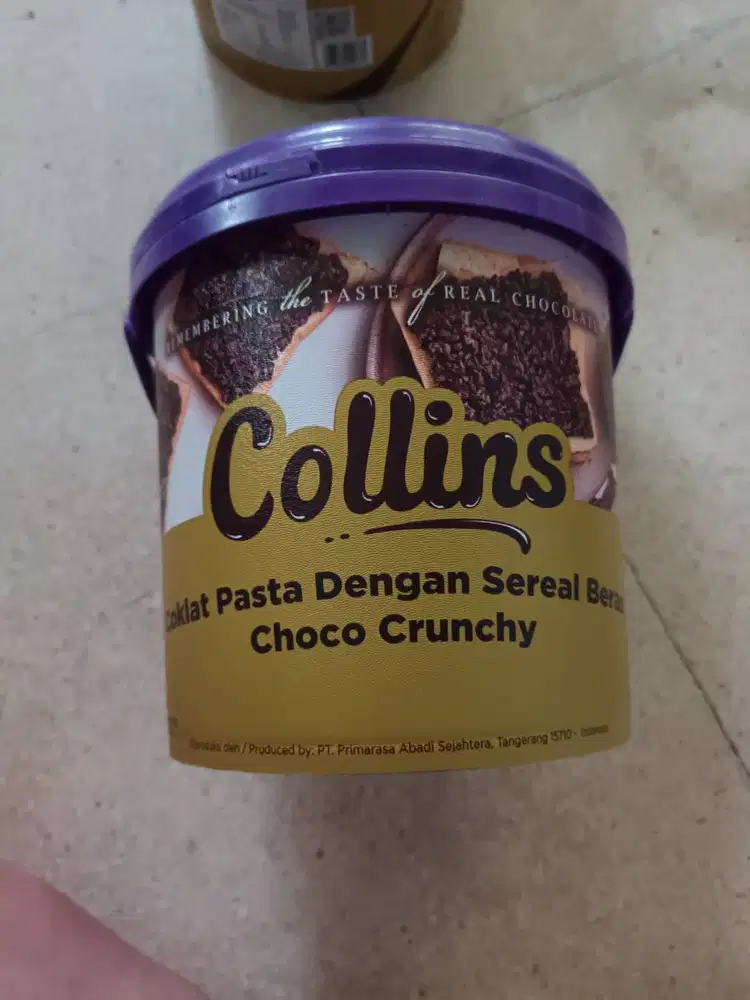 REMEMBERING the TASTE of REAL CHOCOLATE
Collins
Coklat Pasta Dengan Sereal Beras
Choco Crunchy
Diproduksi oleh / Produced by: PT. Primarasa Abadi Sejahtera, Tangerang 15710 - Indonesia